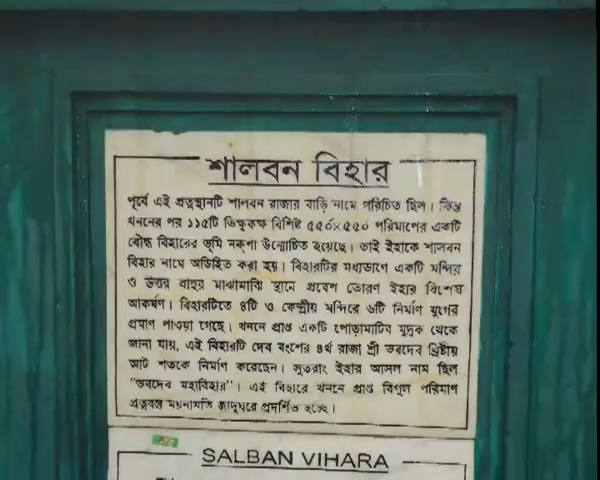 শালবন বিহার
পূর্বে এই প্রত্নস্থানটি শালবন রাজার বাড়ি নামে পরিচিত ছিল। কিন্তু
খননের পর ১১৫টি ভিক্ষুকক্ষ বিশিষ্ট ৫৫০́×৫৫০ পরিমাপের একটি
বৌদ্ধ বিহারের ভূমি নকশা উন্মোচিত হয়েছে। তাই ইহাকে শালবন
বিহার নামে অভিহিত করা হয়। বিহারটির মধ্যভাগে একটি মন্দির
ও উত্তর বাহুর মাঝামাঝি স্থানে প্রবেশ তোরণ ইহার বিশেষ
আকর্ষণ। বিহারটিতে ৪টি ও কেন্দ্রীয় মন্দিরে ৬টি নির্মাণ যুগের
প্রমাণ পাওয়া গেছে। খননে প্রাপ্ত একটি পোড়ামাটির মুদ্রক থেকে
জানা যায়, এই বিহারটি দেব বংশের ৪র্থ রাজা শ্রী ভবদেব খ্রিষ্টীয়
আট শতকে নির্মাণ করেছেন। সুতরাং ইহার আসল নাম ছিল
"ভবদেব মহাবিহার"। এই বিহারে খননে প্রাপ্ত বিপুল পরিমাণ
প্রত্নবস্তু ময়নামতি জাদুঘরে প্রদর্শিত হচ্ছে।
SALBAN VIHARA